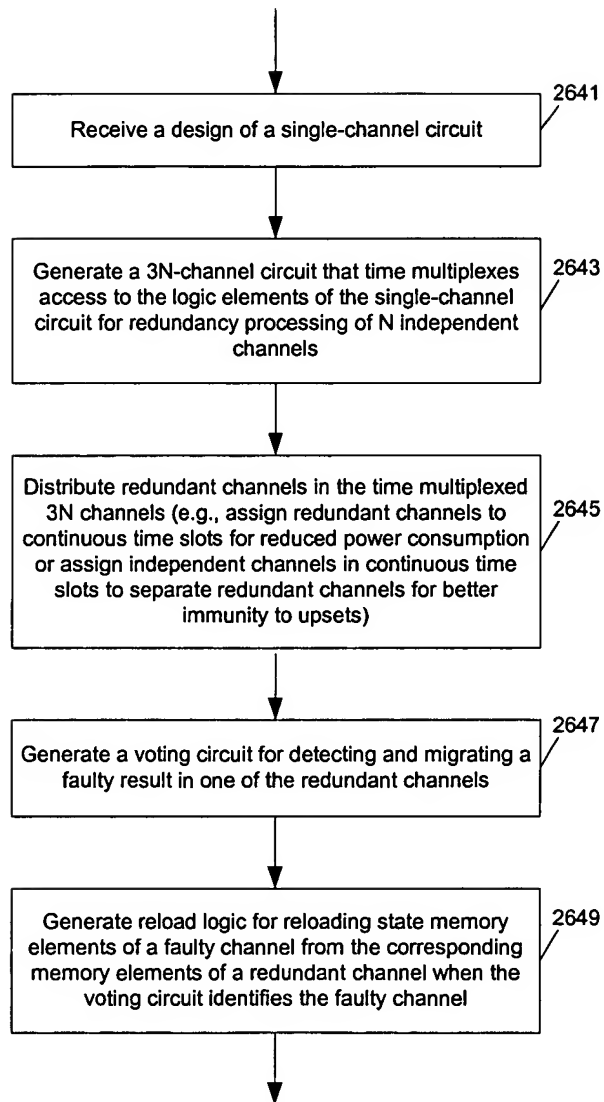 2641
Receive a design of a single-channel circuit
2643
Generate a 3N-channel circuit that time multiplexes
access to the logic elements of the single-channel
circuit for redundancy processing of N independent
channels
2645
Distribute redundant channels in the time multiplexed
3N channels (e.g., assign redundant channels to
continuous time slots for reduced power consumption
or assign independent channels in continuous time
slots to separate redundant channels for better
immunity to upsets)
2647
Generate a voting circuit for detecting and migrating a
faulty result in one of the redundant channels
2649
Generate reload logic for reloading state memory
elements of a faulty channel from the corresponding
memory elements of a redundant channel when the
voting circuit identifies the faulty channel